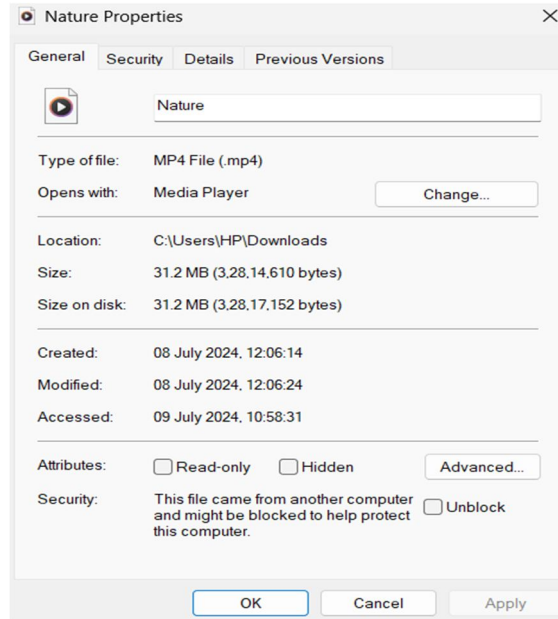 Nature Properties
General Security Details Previous Versions
Nature
Type of file: MP4 File (.mp4)
Opens with: Media Player Change...
Location: C:\Users\HP\Downloads
Size: 31.2 MB (3,28,14,610 bytes)
Size on disk: 31.2 MB (3,28,17,152 bytes)
Created: 08 July 2024, 12:06:14
Modified: 08 July 2024, 12:06:24
Accessed: 09 July 2024, 10:58:31
Attributes: Read-only Hidden Advanced...
Security: This file came from another computer
and might be blocked to help protect Unblock
this computer.
OK Cancel Apply